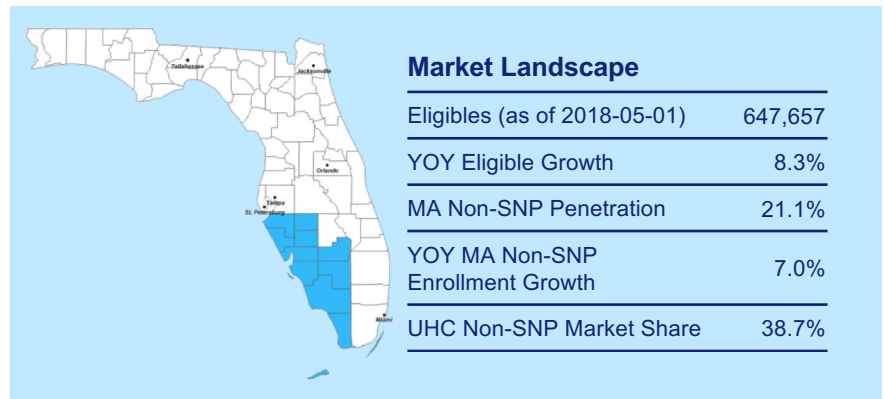 Tallahassee
Jacksonville
Orlando
Tampa
St. Petersburg
Miami
Market Landscape
Eligibles (as of 2018-05-01) 647,657
YOY Eligible Growth 8.3%
MA Non-SNP Penetration 21.1%
YOY MA Non-SNP
Enrollment Growth 7.0%
UHC Non-SNP Market Share 38.7%